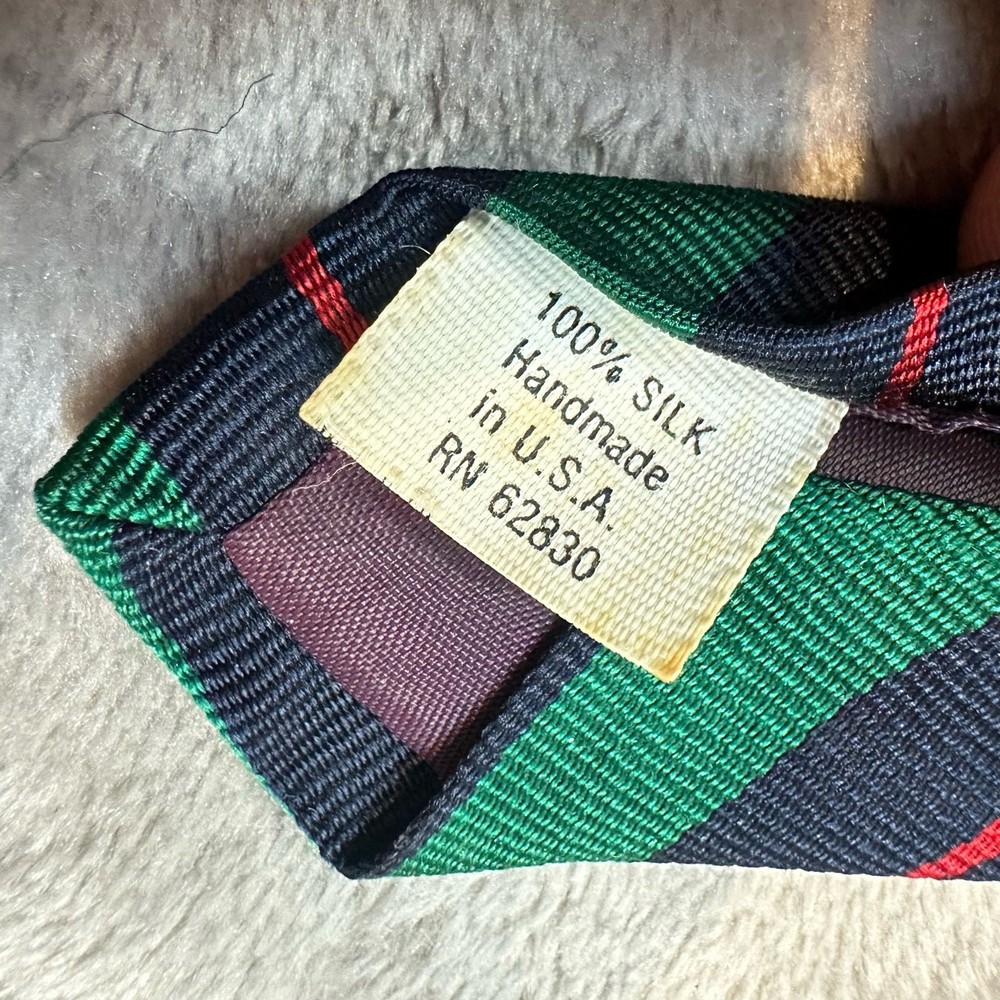 100% SILK
Handmade
in U.S.A.
RN 62830